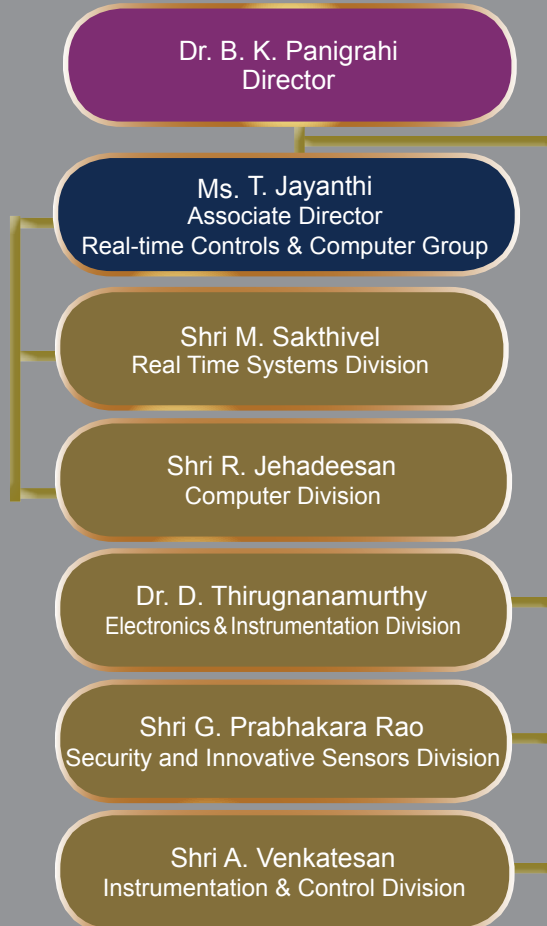 Dr. B. K. Panigrahi
Director
Ms. T. Jayanthi
Associate Director
Real-time Controls & Computer Group
Shri M. Sakthivel
Real Time Systems Division
Shri R. Jehadeesan
Computer Division
Dr. D. Thirugnanamurthy
Electronics & Instrumentation Division
Shri G. Prabhakara Rao
Security and Innovative Sensors Division
Shri A. Venkatesan
Instrumentation & Control Division